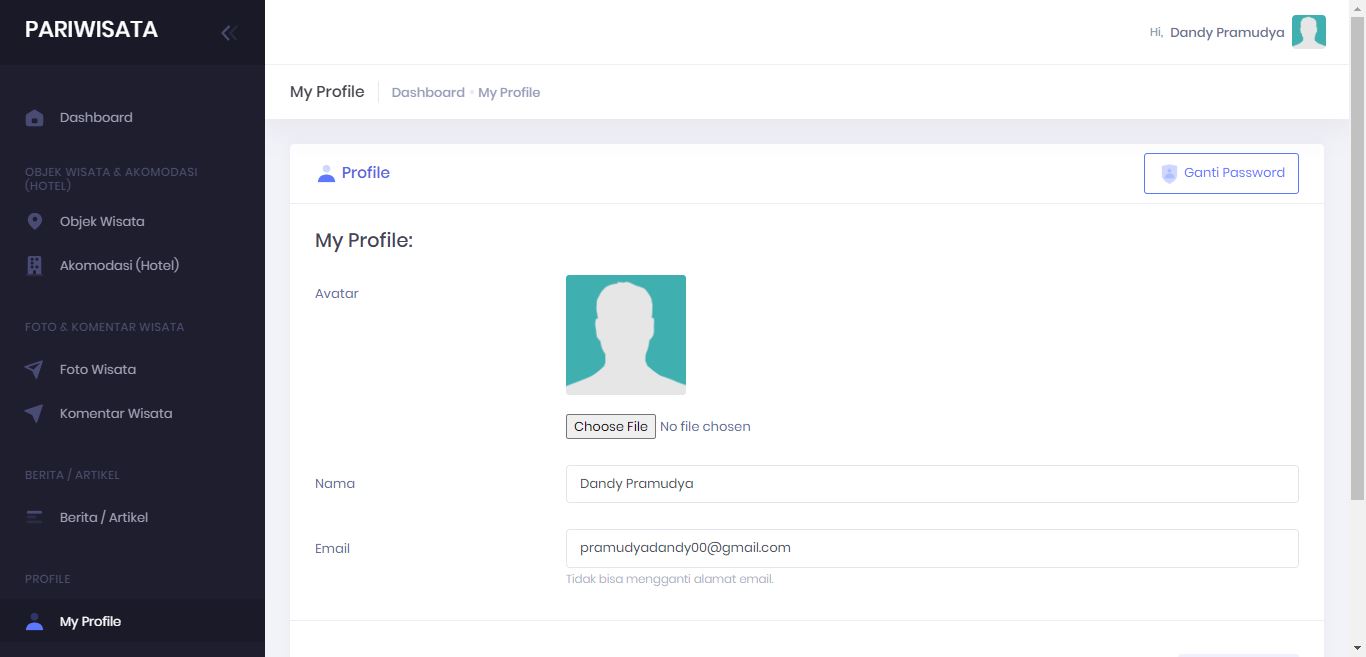 PARIWISATA
Hi, Dandy Pramudya
My Profile
Dashboard • My Profile
Dashboard
OBJEK WISATA & AKOMODASI
(HOTEL)
Objek Wisata
Akomodasi (Hotel)
FOTO & KOMENTAR WISATA
Foto Wisata
Komentar Wisata
BERITA / ARTIKEL
Berita / Artikel
PROFILE
My Profile
Profile
Ganti Password
My Profile:
Avatar
Choose File No file chosen
Nama
Dandy Pramudya
Email
pramudyadandy00@gmail.com
Tidak bisa mengganti alamat email.